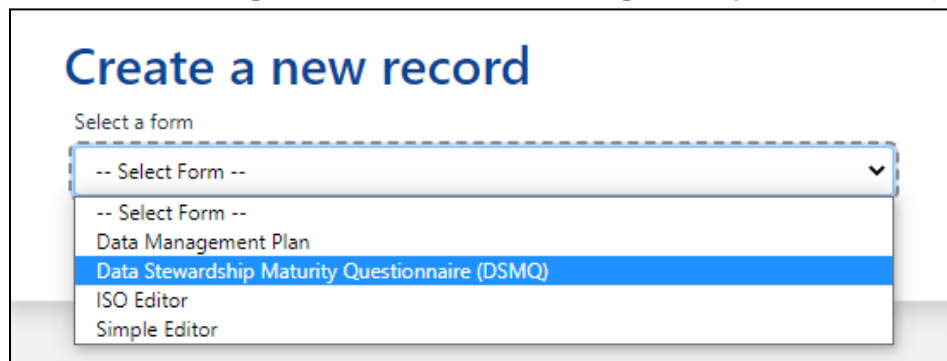 Create a new record
Select a form
-- Select Form --
-- Select Form --
Data Management Plan
Data Stewardship Maturity Questionnaire (DSMQ)
ISO Editor
Simple Editor